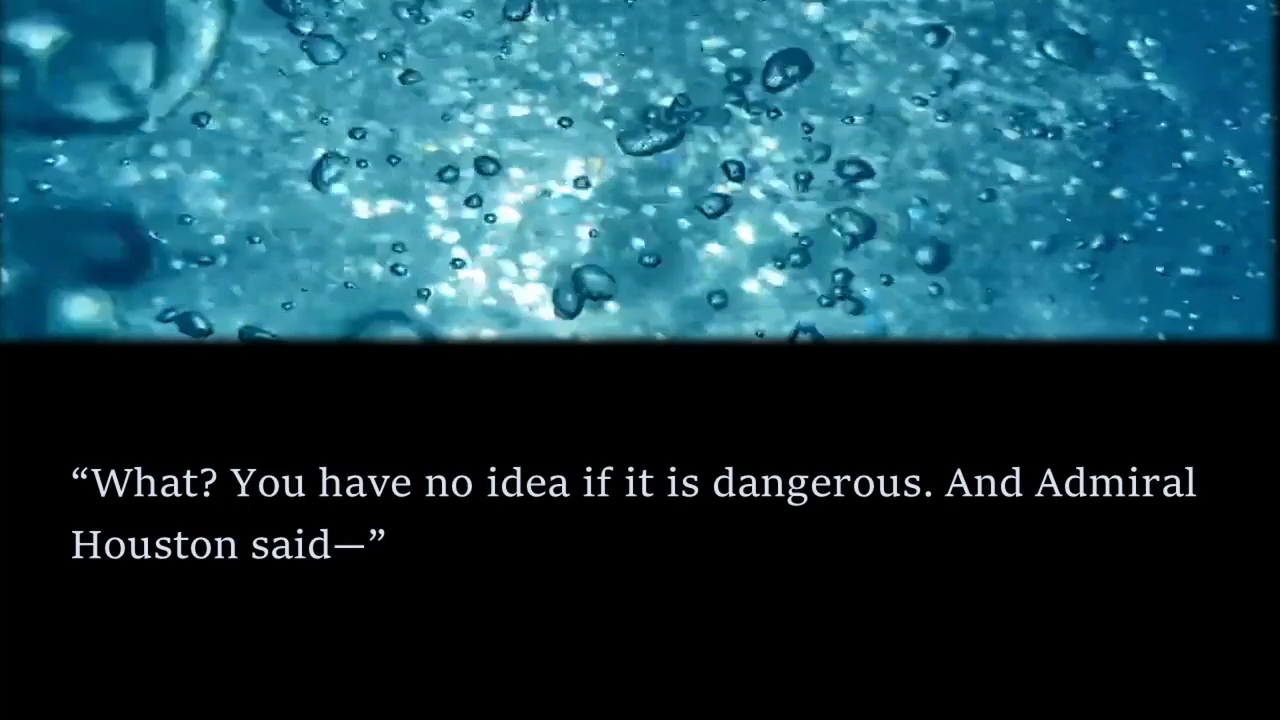 “What? You have no idea if it is dangerous. And Admiral
Houston said—”